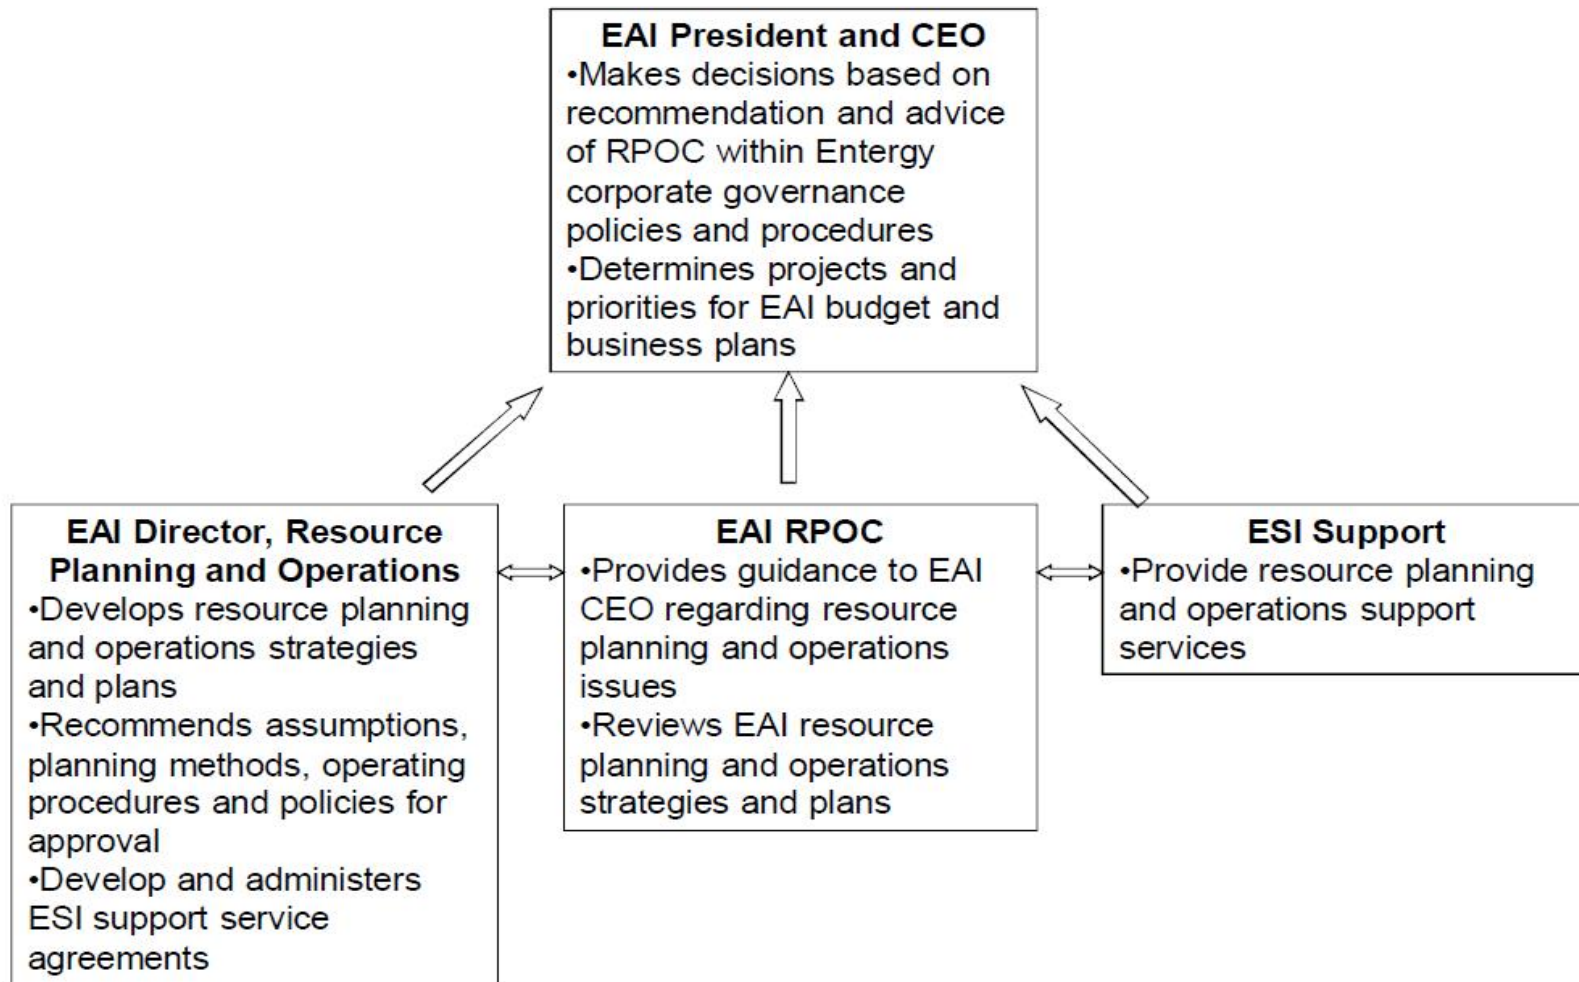 EAI President and CEO
•Makes decisions based on
recommendation and advice
of RPOC within Entergy
corporate governance
policies and procedures
•Determines projects and
priorities for EAI budget and
business plans
EAI Director, Resource
Planning and Operations
•Develops resource planning
and operations strategies
and plans
•Recommends assumptions,
planning methods, operating
procedures and policies for
approval
•Develop and administers
ESI support service
agreements
EAI RPOC
•Provides guidance to EAI
CEO regarding resource
planning and operations
issues
•Reviews EAI resource
planning and operations
strategies and plans
ESI Support
•Provide resource planning
and operations support
services